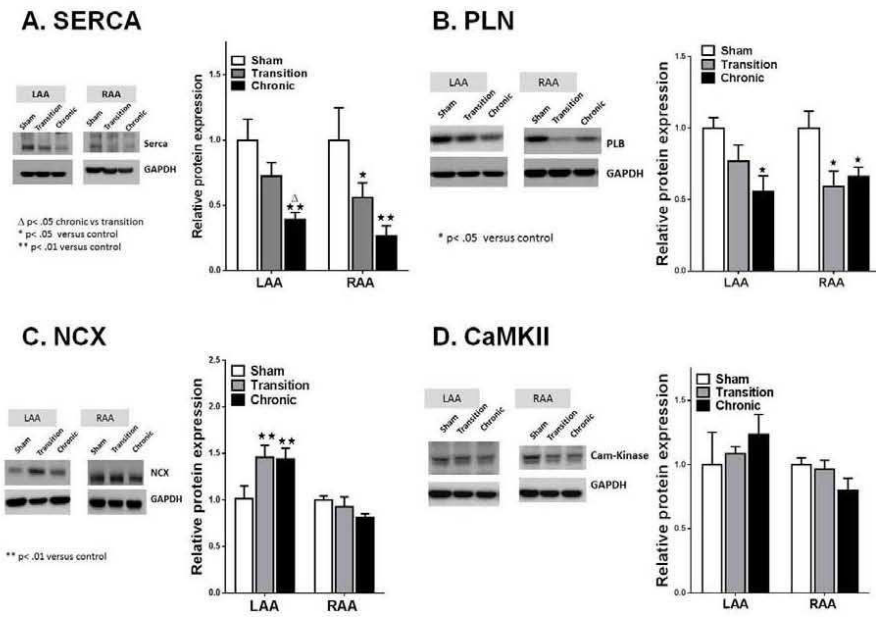 A. SERCA
LAA RAA
Sham Transition Chronic Sham Transition Chronic
Serca
GAPDH
Δ p< .05 chronic vs transition
* p< .05 versus control
** p< .01 versus control
Relative protein expression
1.5
1.0
0.5
0.0
Sham
Transition
Chronic
Δ
★★
★
★★
LAA RAA
B. PLN
LAA RAA
Sham Transition Chronic Sham Transition Chronic
PLB
GAPDH
* p< .05 versus control
Relative protein expression
1.5
1.0
0.5
0.0
Sham
Transition
Chronic
★
★ ★
LAA RAA
C. NCX
LAA RAA
Sham Transition Chronic Sham Transition Chronic
NCX
GAPDH
** p< .01 versus control
Relative protein expression
2.5
2.0
1.5
1.0
0.5
0.0
Sham
Transition
Chronic
★★ ★★
LAA RAA
D. CaMKII
LAA RAA
Sham Transition Chronic Sham Transition Chronic
Cam-Kinase
GAPDH
Relative protein expression
1.5
1.0
1.0
0.0
Sham
Transition
Chronic
LAA RAA